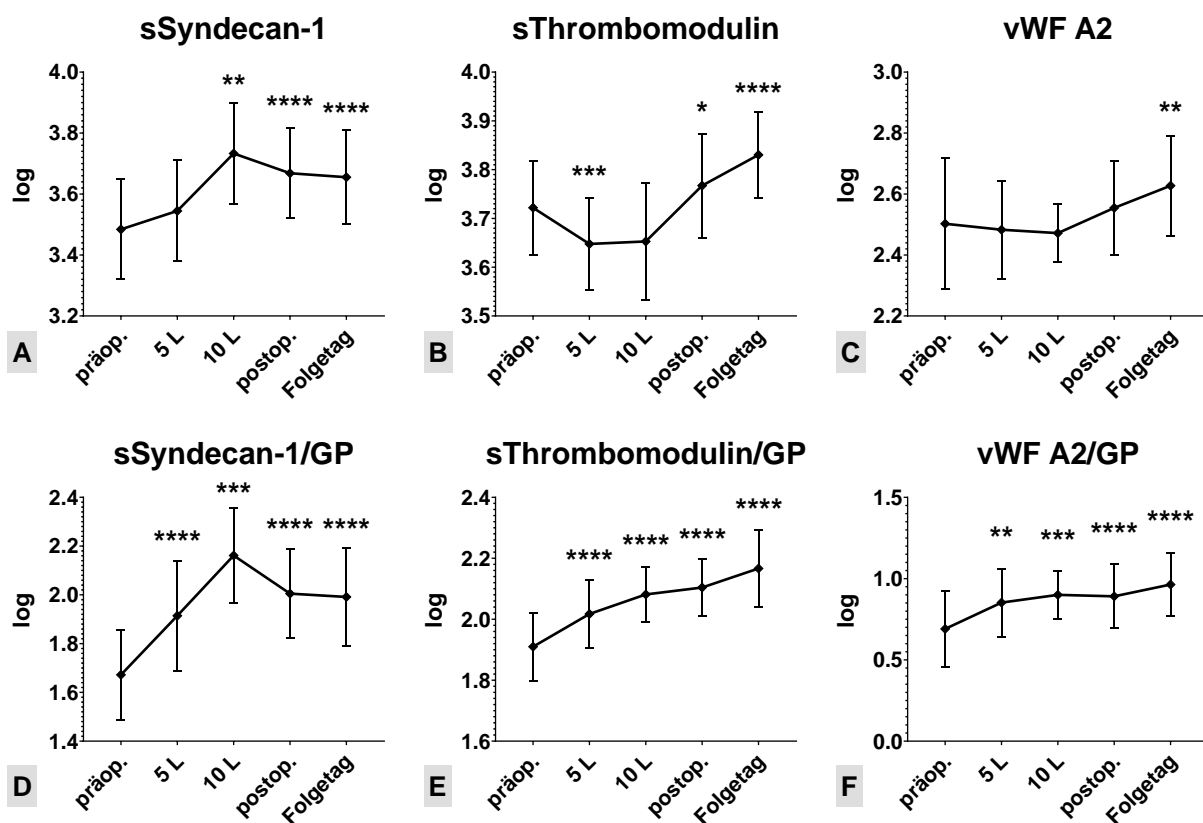 sSyndecan-1
4.0
3.8
3.6
3.4
3.2
log
** **** ****
präop.
5 L
10 L
postop.
Folgetag
A
sThrombomodulin
4.0
3.9
3.8
3.7
3.6
3.5
log
*** * ****
präop.
5 L
10 L
postop.
Folgetag
B
vWF A2
3.0
2.8
2.6
2.4
2.2
log
**
präop.
5 L
10 L
postop.
Folgetag
C
sSyndecan-1/GP
2.4
2.2
2.0
1.8
1.6
1.4
log
**** *** **** ****
präop.
5 L
10 L
postop.
Folgetag
D
sThrombomodulin/GP
2.4
2.2
2.0
1.8
1.6
log
**** **** **** ****
präop.
5 L
10 L
postop.
Folgetag
E
vWF A2/GP
1.5
1.0
0.5
0.0
log
** *** **** ****
präop.
5 L
10 L
postop.
Folgetag
F